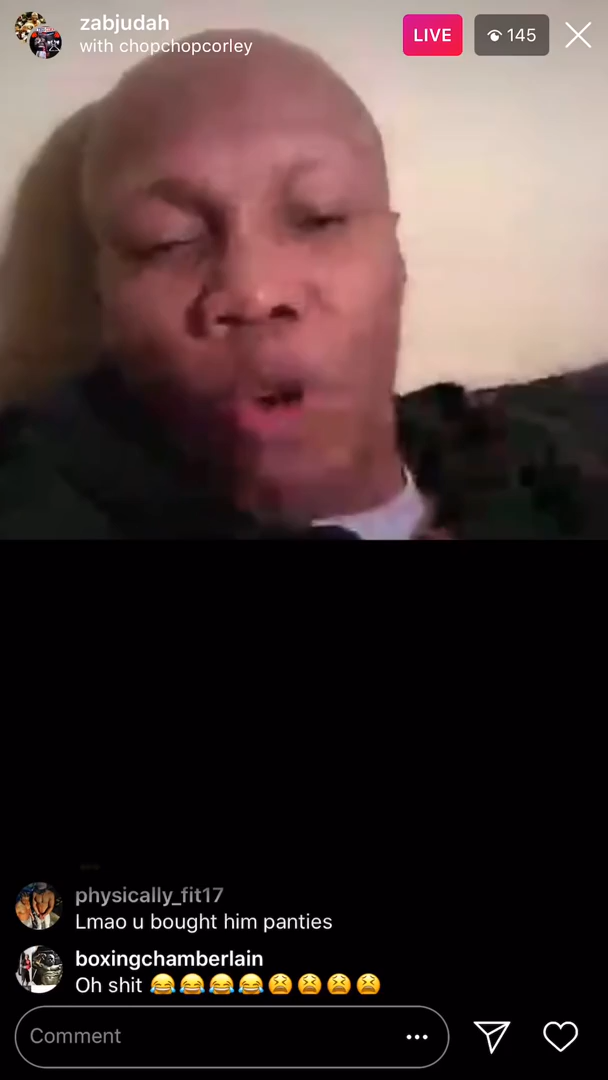 zabjudah
with chopchopcorley
LIVE
145
physically_fit17
Lmao u bought him panties
boxingchamberlain
Oh shit 😂😂😂😂😫😫😫😫
Comment